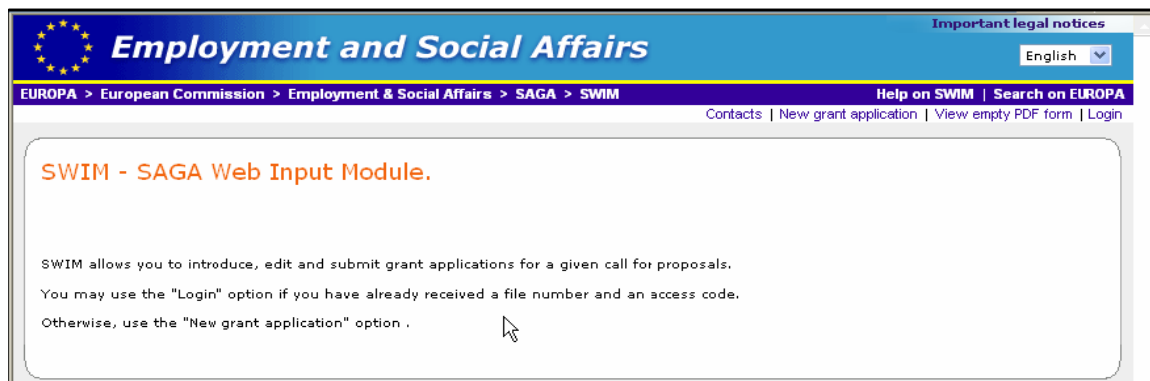 Important legal notices
Employment and Social Affairs
English
EUROPA > European Commission > Employment & Social Affairs > SAGA > SWIM Help on SWIM | Search on EUROPA
Contacts | New grant application | View empty PDF form | Login
SWIM - SAGA Web Input Module.
SWIM allows you to introduce, edit and submit grant applications for a given call for proposals.
You may use the "Login" option if you have already received a file number and an access code.
Otherwise, use the "New grant application" option .